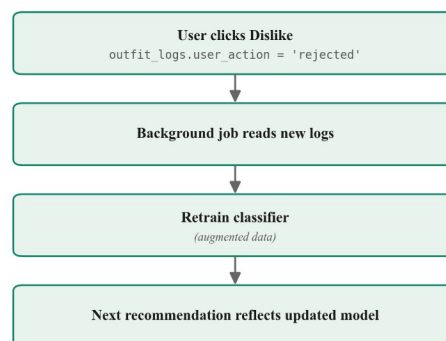 User clicks Dislike
outfit_logs.user_action = 'rejected'
Background job reads new logs
Retrain classifier
(augmented data)
Next recommendation reflects updated model